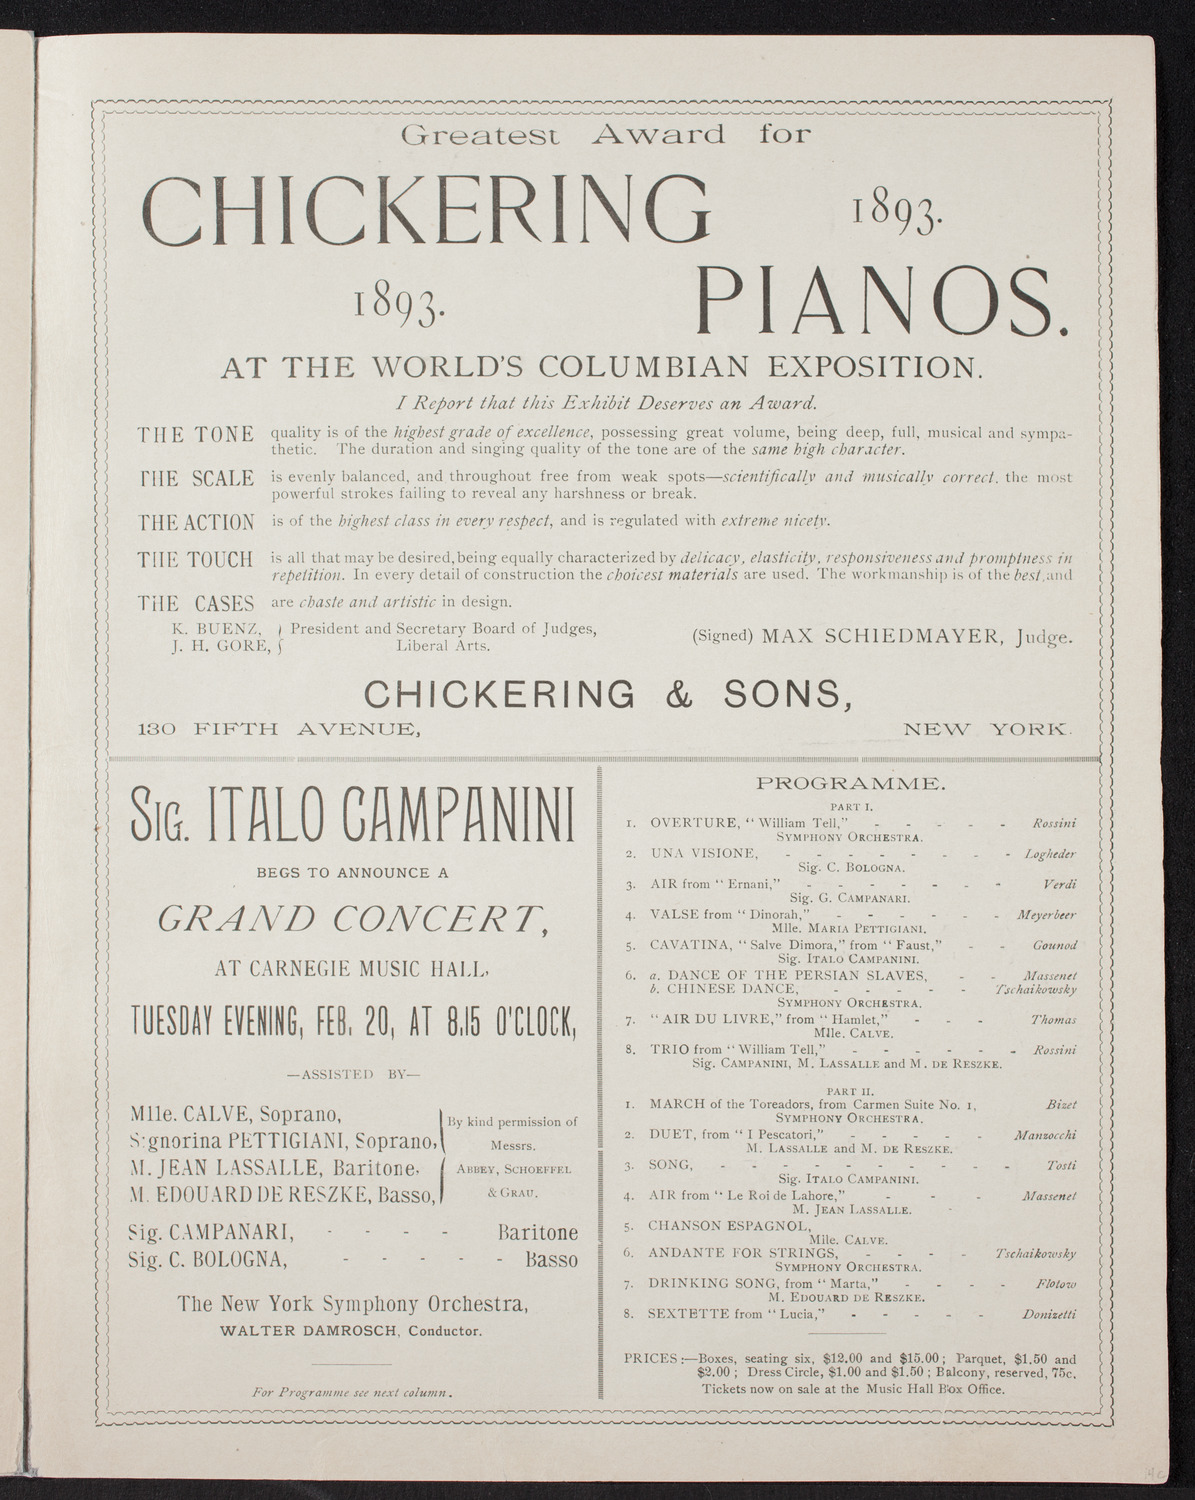 Greatest Award for
CHICKERING 1893.
1893. PIANOS.
AT THE WORLD'S COLUMBIAN EXPOSITION.
I Report that this Exhibit Deserves an Award.
THE TONE quality is of the highest grade of excellence, possessing great volume, being deep, full, musical and sympa-
thetic. The duration and singing quality of the tone are of the same high character.
THE SCALE is evenly balanced, and throughout free from weak spots—scientifically and musically correct, the most
powerful strokes failing to reveal any harshness or break.
THE ACTION is of the highest class in every respect, and is regulated with extreme nicety.
THE TOUCH is all that may be desired, being equally characterized by delicacy, elasticity, responsiveness and promptness in
repetition. In every detail of construction the choicest materials are used. The workmanship is of the best, and
THE CASES are chaste and artistic in design.
K. BUENZ, } President and Secretary Board of Judges,
J. H. GORE, } Liberal Arts.
(Signed) MAX SCHIEDMAYER, Judge.
CHICKERING & SONS,
130 FIFTH AVENUE, NEW YORK.
SIG. ITALO CAMPANINI
BEGS TO ANNOUNCE A
GRAND CONCERT,
AT CARNEGIE MUSIC HALL,
TUESDAY EVENING, FEB. 20, AT 8.15 O'CLOCK,
—ASSISTED BY—
Mlle. CALVE, Soprano,
Signorina PETTIGIANI, Soprano,
M. JEAN LASSALLE, Baritone,
M. EDOUARD DE RESZKE, Basso,
By kind permission of
Messrs.
ABBEY, SCHOEFFEL
& GRAU.
Sig. CAMPANARI, - - - - Baritone
Sig. C. BOLOGNA, - - - - - Basso
The New York Symphony Orchestra,
WALTER DAMROSCH, Conductor.
For Programme see next column.
PROGRAMME.
PART I.
1. OVERTURE, "William Tell," - - - - - Rossini
SYMPHONY ORCHESTRA.
2. UNA VISIONE, - - - - - - - - Logheder
Sig. C. BOLOGNA.
3. AIR from "Ernani," - - - - - - - Verdi
Sig. G. CAMPANARI.
4. VALSE from "Dinorah," - - - - - - Meyerbeer
Mlle. MARIA PETTIGIANI.
5. CAVATINA, "Salve Dimora," from "Faust," - - Gounod
Sig. ITALO CAMPANINI.
6. a. DANCE OF THE PERSIAN SLAVES, - - Massenet
b. CHINESE DANCE, - - - - - Tschaikowsky
SYMPHONY ORCHESTRA.
7. "AIR DU LIVRE," from "Hamlet," - - - Thomas
Mlle. CALVE.
8. TRIO from "William Tell," - - - - - - Rossini
Sig. CAMPANINI, M. LASSALLE and M. DE RESZKE.
PART II.
1. MARCH of the Toreadors, from Carmen Suite No. 1, Bizet
SYMPHONY ORCHESTRA.
2. DUET, from "I Pescatori," - - - - - Manzocchi
M. LASSALLE and M. DE RESZKE.
3. SONG, - - - - - - - - - - Tosti
Sig. ITALO CAMPANINI.
4. AIR from "Le Roi de Lahore," - - - Massenet
M. JEAN LASSALLE.
5. CHANSON ESPAGNOL,
Mlle. CALVE.
6. ANDANTE FOR STRINGS, - - - - Tschaikowsky
SYMPHONY ORCHESTRA.
7. DRINKING SONG, from "Marta," - - - - Flotow
M. EDOUARD DE RESZKE.
8. SEXTETTE from "Lucia," - - - - - Donizetti
PRICES:—Boxes, seating six, $12.00 and $15.00; Parquet, $1.50 and
$2.00; Dress Circle, $1.00 and $1.50; Balcony, reserved, 75c.
Tickets now on sale at the Music Hall Box Office.